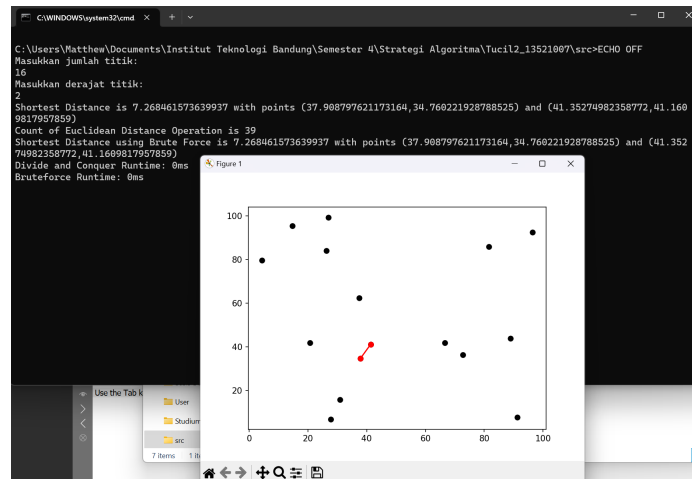 C:\WINDOWS\system32\cmd.
C:\Users\Matthew\Documents\Institut Teknologi Bandung\Semester 4\Strategi Algoritma\Tucil2_13521007\src>ECHO OFF
Masukkan jumlah titik:
16
Masukkan derajat titik:
2
Shortest Distance is 7.268461573639937 with points (37.908797621173164,34.760221928788525) and (41.35274982358772,41.160
9817957859)
Count of Euclidean Distance Operation is 39
Shortest Distance using Brute Force is 7.268461573639937 with points (37.908797621173164,34.760221928788525) and (41.352
74982358772,41.1609817957859)
Divide and Conquer Runtime: 0ms
Bruteforce Runtime: 0ms
Figure 1
100
80
60
40
20
0 20 40 60 80 100
Use the Tab k
User
Studium
src
7 items 1 it